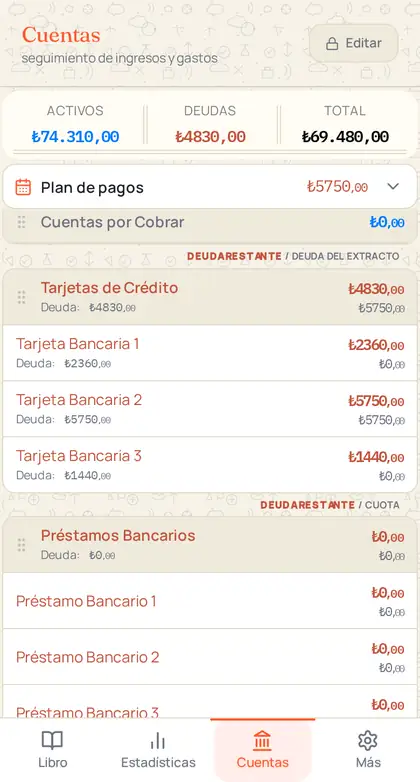 Cuentas
seguimiento de ingresos y gastos
Editar
ACTIVOS
DEUDAS
TOTAL
₺74.310,00
₺4830,00
₺69.480,00
Plan de pagos
₺5750,00
Cuentas por Cobrar
₺0,00
DEUDARESTANTE / DEUDA DEL EXTRACTO
Tarjetas de Crédito
₺4830,00
Deuda: ₺4830,00
₺5750,00
Tarjeta Bancaria 1
₺2360,00
Deuda: ₺2360,00
₺0,00
Tarjeta Bancaria 2
₺5750,00
Deuda: ₺5750,00
₺5750,00
Tarjeta Bancaria 3
₺1440,00
Deuda: ₺1440,00
₺0,00
DEUDARESTANTE / CUOTA
Préstamos Bancarios
₺0,00
Deuda: ₺0,00
₺0,00
Préstamo Bancario 1
₺0,00
₺0,00
Préstamo Bancario 2
₺0,00
₺0,00
Préstamo Bancario 3
₺0,00
Libro
Estadísticas
Cuentas
Más